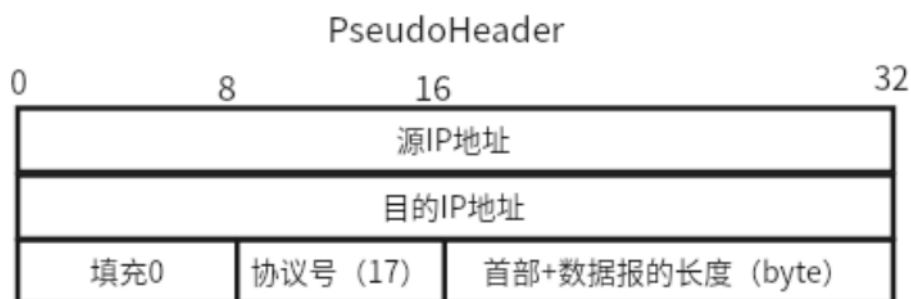 PseudoHeader
0 8 16 32
源IP地址
目的IP地址
填充0 协议号（17） 首部+数据报的长度（byte）